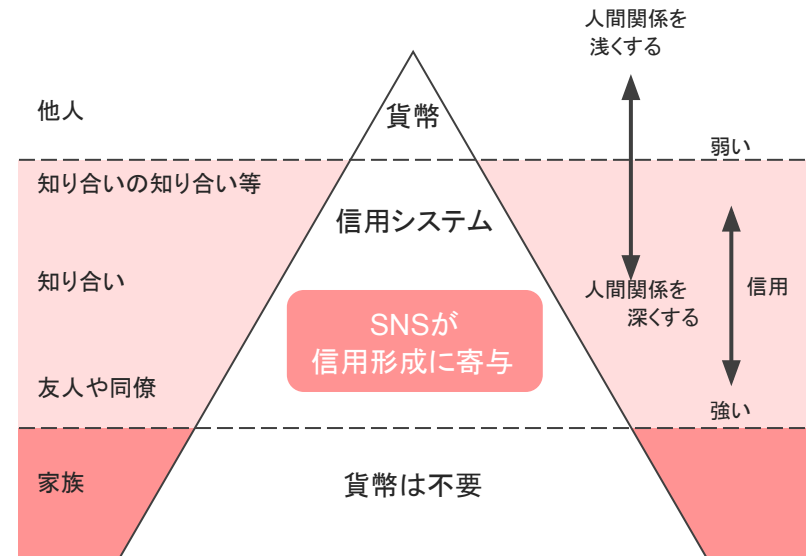 人間関係を
浅くする
他人
貨幣
弱い
知り合いの知り合い等
信用システム
知り合い
人間関係を
深くする
信用
SNSが
信用形成に寄与
友人や同僚
強い
家族
貨幣は不要